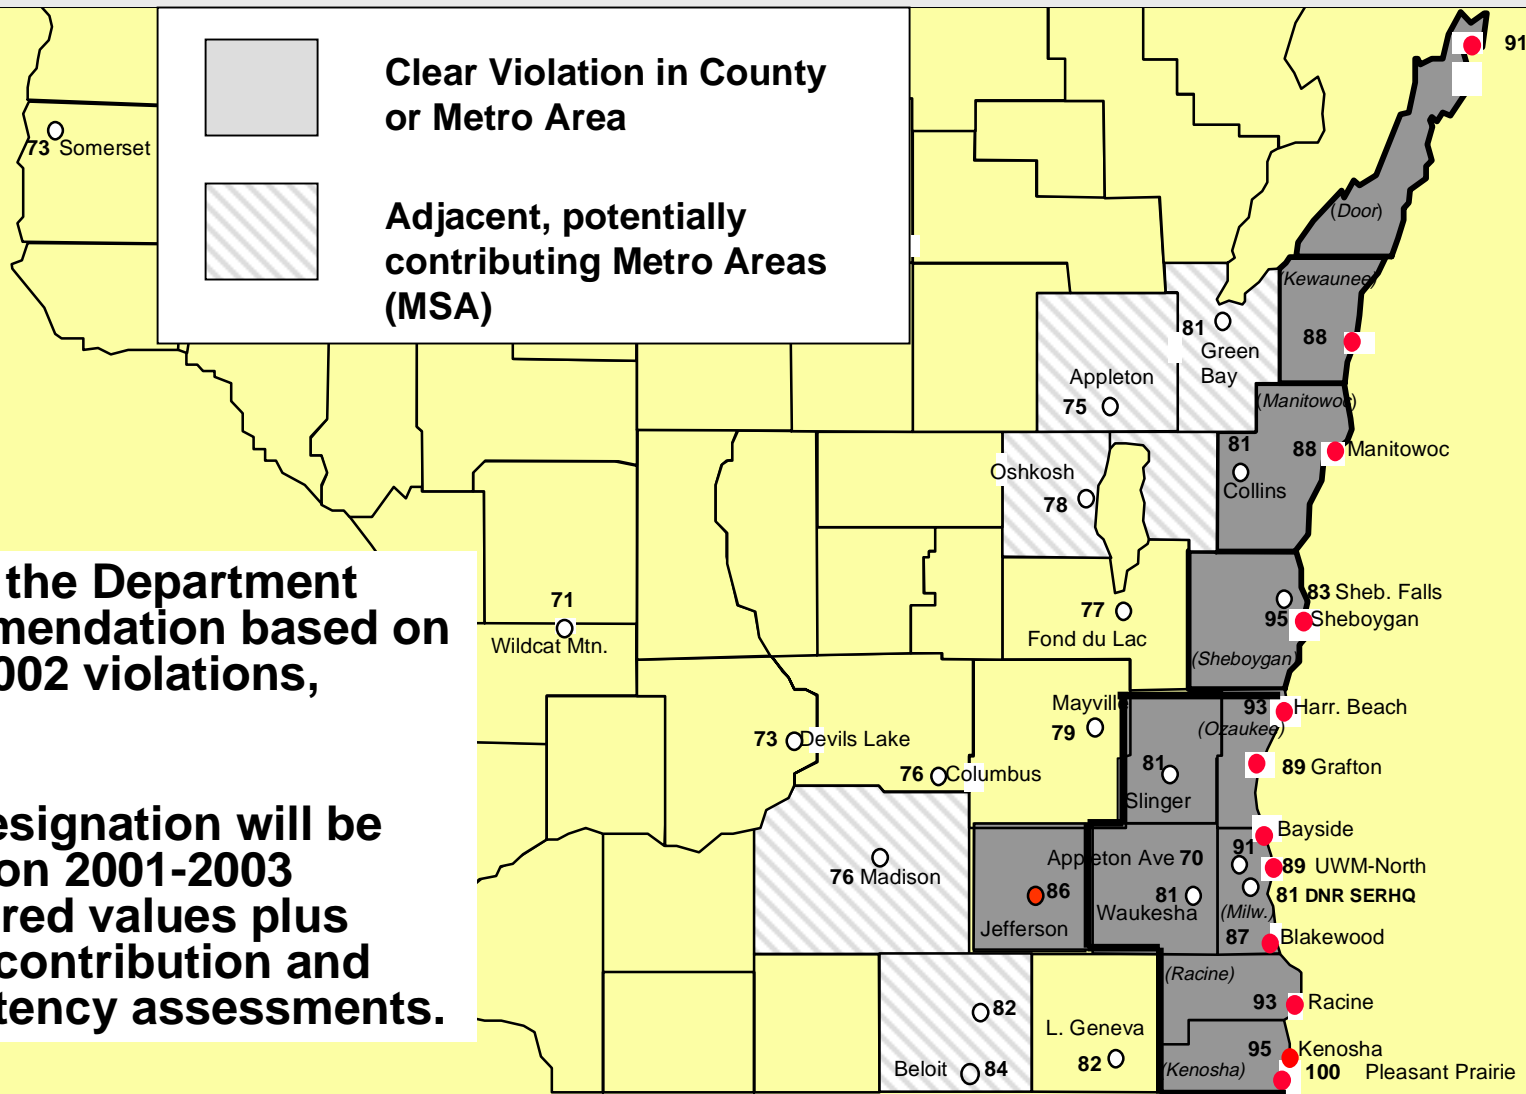 Clear Violation in County
or Metro Area
Adjacent, potentially
contributing Metro Areas
(MSA)
91
73 Somerset
(Door)
(Kewaunee)
88
81
Green
Bay
Appleton
75
(Manitowoc)
81
88 Manitowoc
Collins
Oshkosh
78
the Department
mendation based on
002 violations,
esignation will be
on 2001-2003
red values plus
contribution and
tency assessments.
71
Wildcat Mtn.
77
Fond du Lac
83 Sheb. Falls
95 Sheboygan
(Sheboygan)
Mayville
79
93 Harr. Beach
(Ozaukee)
73 Devils Lake
76 Columbus
81
Slinger
89 Grafton
Bayside
91
Appleton Ave 70
89 UWM-North
76 Madison
86
Jefferson
81
Waukesha
81 DNR SERHQ
(Milw.)
87 Blakewood
(Racine)
93 Racine
82
L. Geneva
82
Beloit 84
95 Kenosha
(Kenosha)
100 Pleasant Prairie